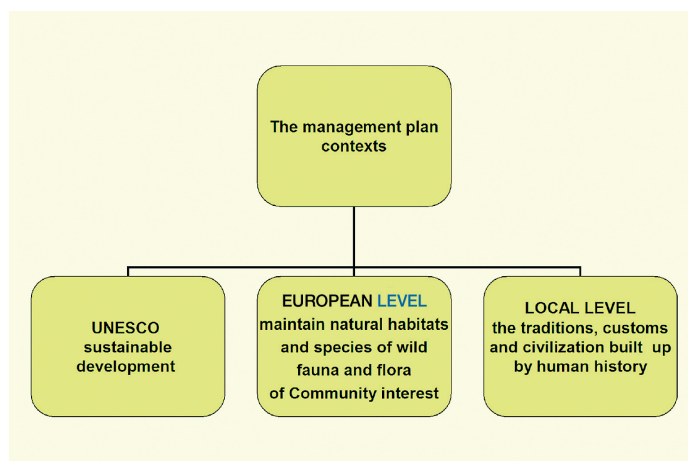 The management plan
contexts
UNESCO
sustainable
development
EUROPEAN LEVEL
maintain natural habitats
and species of wild
fauna and flora
of Community interest
LOCAL LEVEL
the traditions, customs
and civilization built up
by human history